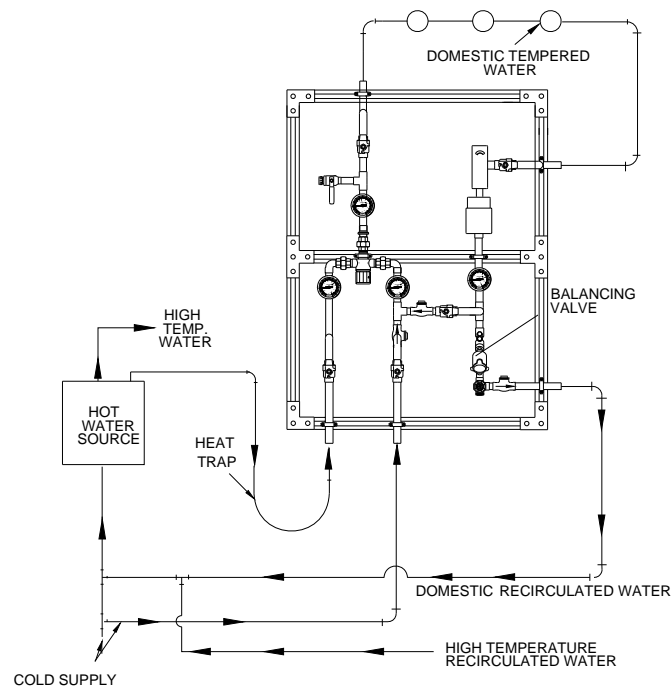 DOMESTIC TEMPERED
WATER
BALANCING
VALVE
HIGH
TEMP.
WATER
HOT
WATER
SOURCE
HEAT
TRAP
DOMESTIC RECIRCULATED WATER
HIGH TEMPERATURE
RECIRCULATED WATER
COLD SUPPLY